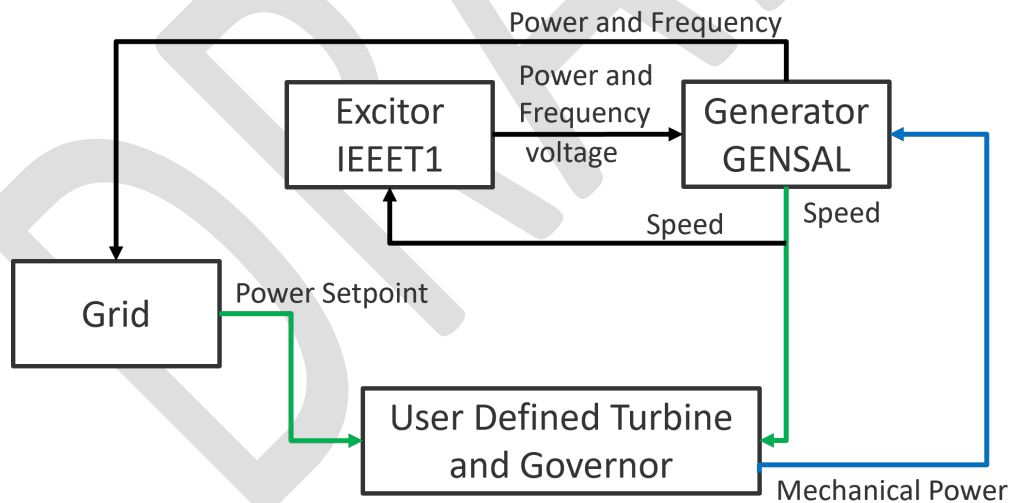 Power and Frequency
Power and
Frequency
voltage
Excitor
IEEET1
Generator
GENSAL
Speed
Speed
Grid
Power Setpoint
User Defined Turbine
and Governor
Mechanical Power